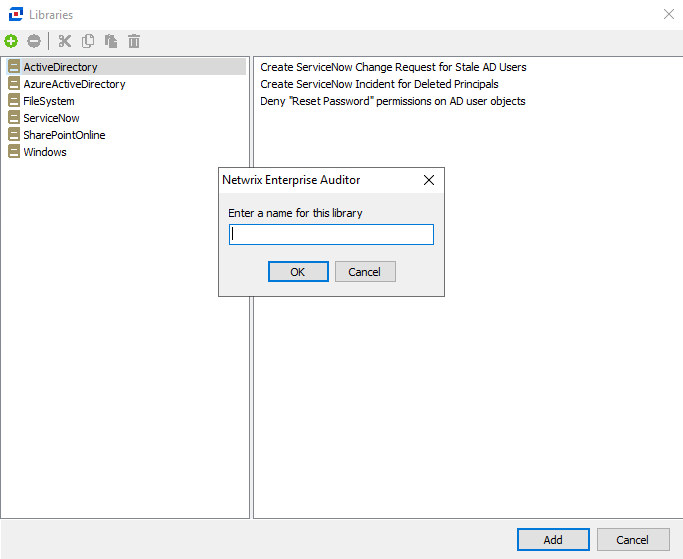 Libraries
ActiveDirectory
AzureActiveDirectory
FileSystem
ServiceNow
SharePointOnline
Windows
Create ServiceNow Change Request for Stale AD Users
Create ServiceNow Incident for Deleted Principals
Deny "Reset Password" permissions on AD user objects
Netwrix Enterprise Auditor
Enter a name for this library
OK
Cancel
Add
Cancel